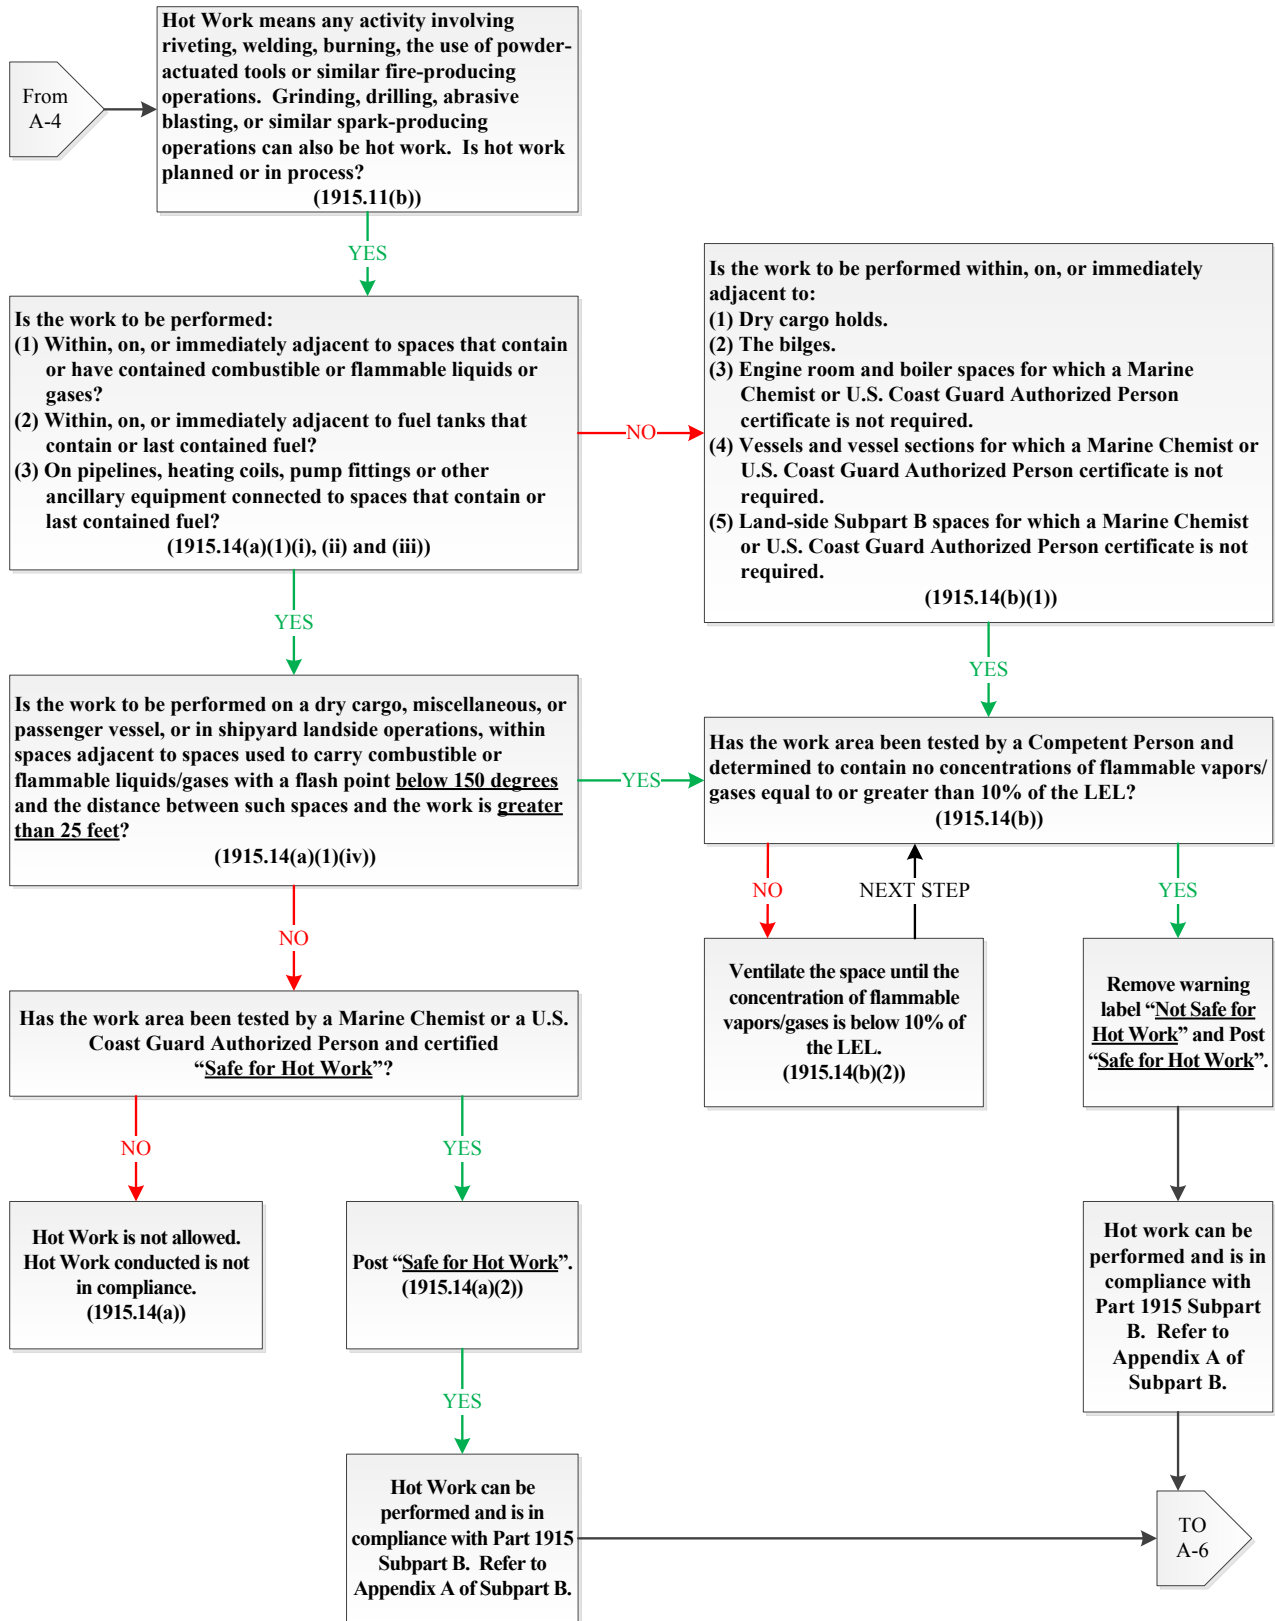 From
A-4
Hot Work means any activity involving
riveting, welding, burning, the use of powder-
actuated tools or similar fire-producing
operations.  Grinding, drilling, abrasive
blasting, or similar spark-producing
operations can also be hot work.  Is hot work
planned or in process?
(1915.11(b))
YES
Is the work to be performed:
(1) Within, on, or immediately adjacent to spaces that contain
or have contained combustible or flammable liquids or
gases?
(2) Within, on, or immediately adjacent to fuel tanks that
contain or last contained fuel?
(3) On pipelines, heating coils, pump fittings or other
ancillary equipment connected to spaces that contain or
last contained fuel?
(1915.14(a)(1)(i), (ii) and (iii))
NO
Is the work to be performed within, on, or immediately
adjacent to:
(1) Dry cargo holds.
(2) The bilges.
(3) Engine room and boiler spaces for which a Marine
Chemist or U.S. Coast Guard Authorized Person
certificate is not required.
(4) Vessels and vessel sections for which a Marine Chemist or
U.S. Coast Guard Authorized Person certificate is not
required.
(5) Land-side Subpart B spaces for which a Marine Chemist
or U.S. Coast Guard Authorized Person certificate is not
required.
(1915.14(b)(1))
YES
YES
Is the work to be performed on a dry cargo, miscellaneous, or
passenger vessel, or in shipyard landside operations, within
spaces adjacent to spaces used to carry combustible or
flammable liquids/gases with a flash point below 150 degrees
and the distance between such spaces and the work is greater
than 25 feet?
(1915.14(a)(1)(iv))
YES
Has the work area been tested by a Competent Person and
determined to contain no concentrations of flammable vapors/
gases equal to or greater than 10% of the LEL?
(1915.14(b))
NO
NEXT STEP
YES
NO
Ventilate the space until the
concentration of flammable
vapors/gases is below 10% of
the LEL.
(1915.14(b)(2))
Remove warning
label “Not Safe for
Hot Work” and Post
“Safe for Hot Work”.
Has the work area been tested by a Marine Chemist or a U.S.
Coast Guard Authorized Person and certified
“Safe for Hot Work”?
NO
YES
Hot Work is not allowed.
Hot Work conducted is not
in compliance.
(1915.14(a))
Post “Safe for Hot Work”.
(1915.14(a)(2))
Hot work can be
performed and is in
compliance with
Part 1915 Subpart
B.  Refer to
Appendix A of
Subpart B.
YES
Hot Work can be
performed and is in
compliance with Part 1915
Subpart B.  Refer to
Appendix A of Subpart B.
TO
A-6